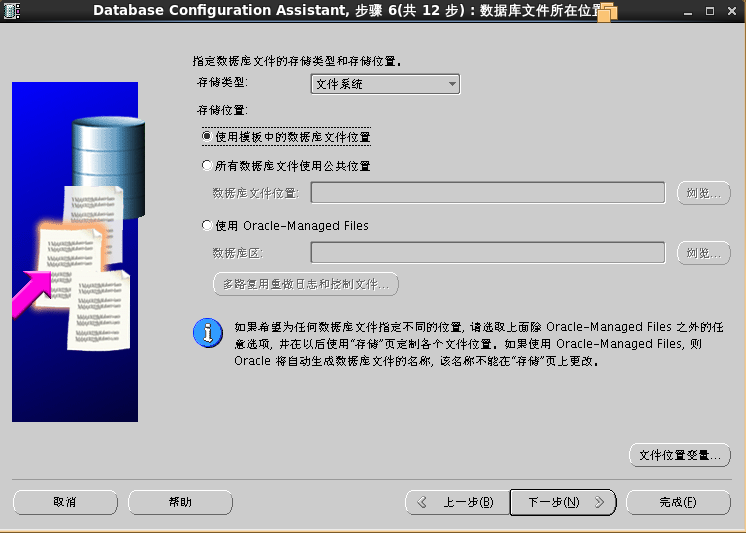 Database Configuration Assistant, 步骤 6(共 12 步) : 数据库文件所在位
指定数据库文件的存储类型和存储位置。
存储类型:
文件系统
存储位置:
使用模板中的数据库文件位置
所有数据库文件使用公共位置
数据库文件位置:
浏览...
使用 Oracle-Managed Files
数据库区:
浏览...
多路复用重做日志和控制文件...
如果希望为任何数据库文件指定不同的位置, 请选取上面除 Oracle-Managed Files 之外的任
意选项, 并在以后使用“存储”页定制各个文件位置。如果使用 Oracle-Managed Files, 则
Oracle 将自动生成数据库文件的名称, 该名称不能在“存储”页上更改。
文件位置变量...
取消
帮助
上一步(B)
下一步(N)
完成(F)